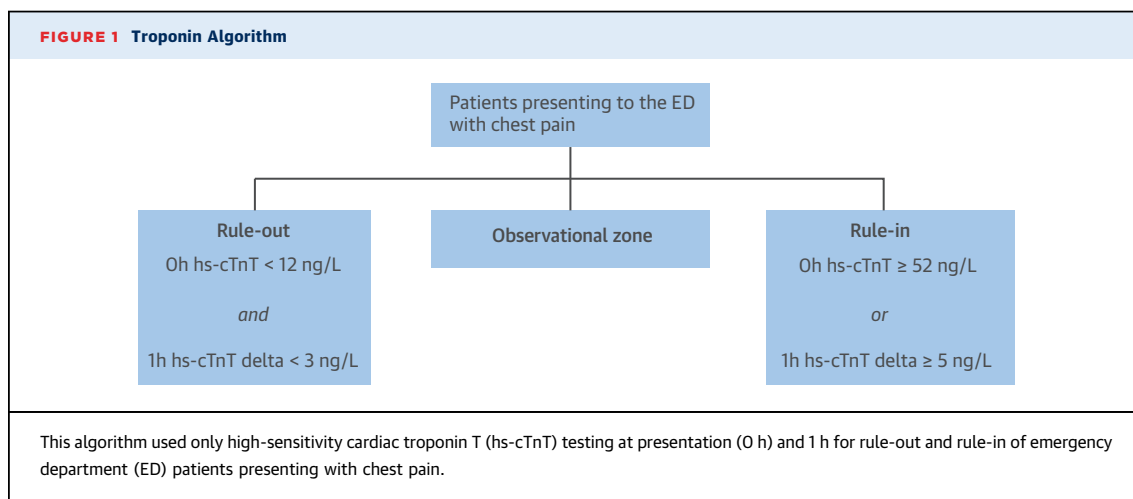 FIGURE 1 Troponin Algorithm
Patients presenting to the ED
with chest pain
Rule-out
0h hs-cTnT < 12 ng/L
and
1h hs-cTnT delta < 3 ng/L
Observational zone
Rule-in
0h hs-cTnT ≥ 52 ng/L
or
1h hs-cTnT delta ≥ 5 ng/L
This algorithm used only high-sensitivity cardiac troponin T (hs-cTnT) testing at presentation (0 h) and 1 h for rule-out and rule-in of emergency
department (ED) patients presenting with chest pain.